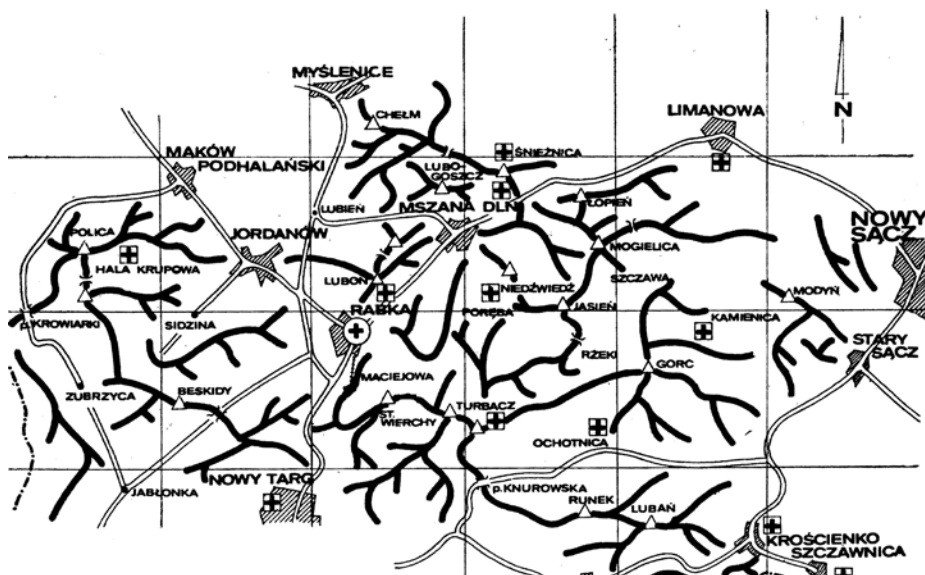 MYŚLENICE
CHEŁM
LIMANOWA
N
MAKÓW
PODHALAŃSKI
ŚNIEŻNICA
LUBO-
GOSZCZ
MSZANA DLN
ŁOPIEŃ
LUBIEŃ
NOWY
SĄCZ
POLICA
JORDANÓW
MOGIELICA
HALA KRUPOWA
LUBOŃ
SZCZAWA
NIEDŹWIEDŹ
MODYŃ
p. KROWIARKI
SIDZINA
RABKA
PORĘBA
JASIEŃ
KAMIENICA
STARY
SĄCZ
RZEKI
MACIEJOWA
GORC
ZUBRZYCA
BESKIDY
ST.
WIERCHY
TURBACZ
OCHOTNICA
NOWY TARG
JABŁONKA
p. KNUROWSKA
RUNEK
LUBAŃ
KROŚCIENKO
SZCZAWNICA